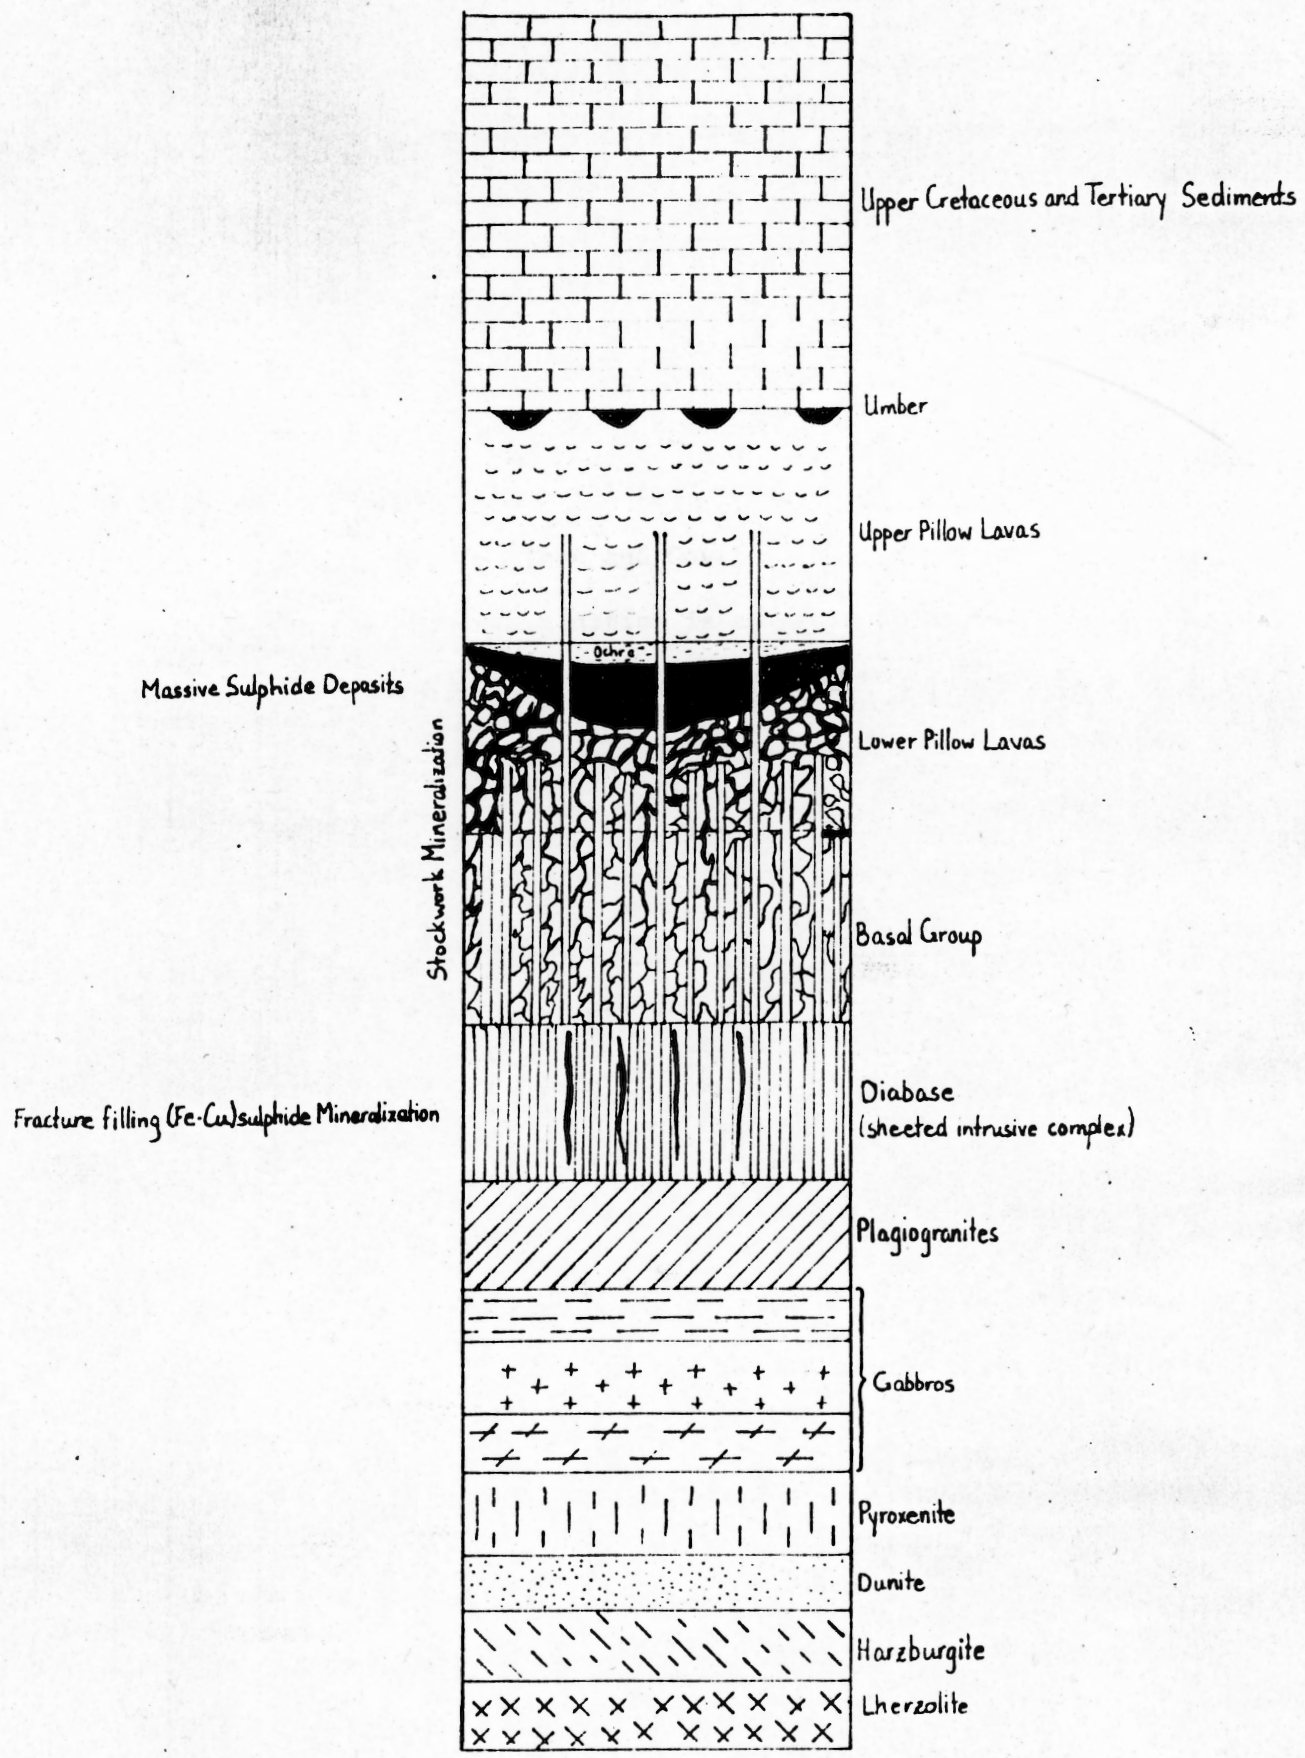 Upper Cretaceous and Tertiary Sediments
Umber
Upper Pillow Lavas
Ochre
Massive Sulphide Deposits
Lower Pillow Lavas
Stockwork Mineralization
Basal Group
Diabase
(sheeted intrusive complex)
Fracture filling (Fe-Cu) sulphide Mineralization
Plagiogranites
Gabbros
Pyroxenite
Dunite
Harzburgite
Lherzolite